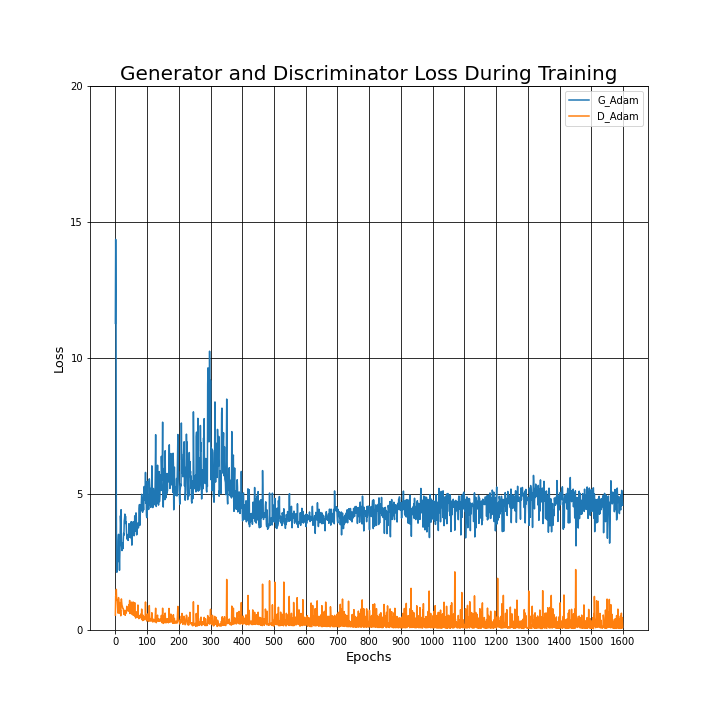 Generator and Discriminator Loss During Training
G_Adam
D_Adam
20
15
10
5
0
Loss
0 100 200 300 400 500 600 700 800 900 1000 1100 1200 1300 1400 1500 1600
Epochs